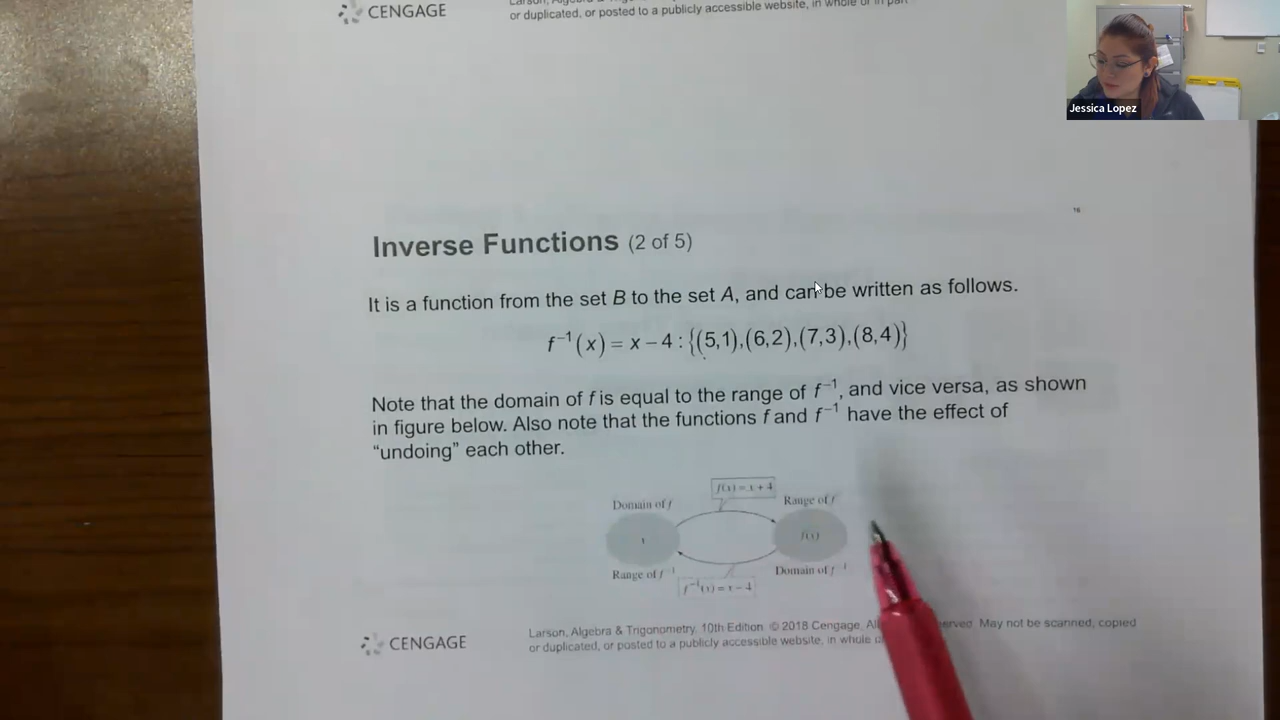 CENGAGE
Larson, Algebra &
or duplicated, or posted to a publicly accessible website, in whole or in part
Jessica Lopez
16
Inverse Functions (2 of 5)
It is a function from the set B to the set A, and can be written as follows.
f⁻¹(x) = x − 4 : {(5,1),(6,2),(7,3),(8,4)}
Note that the domain of f is equal to the range of f⁻¹, and vice versa, as shown
in figure below. Also note that the functions f and f⁻¹ have the effect of
“undoing” each other.
f(x) = x + 4
Domain of f
Range of f
x
f(x)
Range of f⁻¹
Domain of f⁻¹
f⁻¹(x) = x − 4
CENGAGE
Larson, Algebra & Trigonometry, 10th Edition. © 2018 Cengage. All erved. May not be scanned, copied
or duplicated, or posted to a publicly accessible website, in whole o